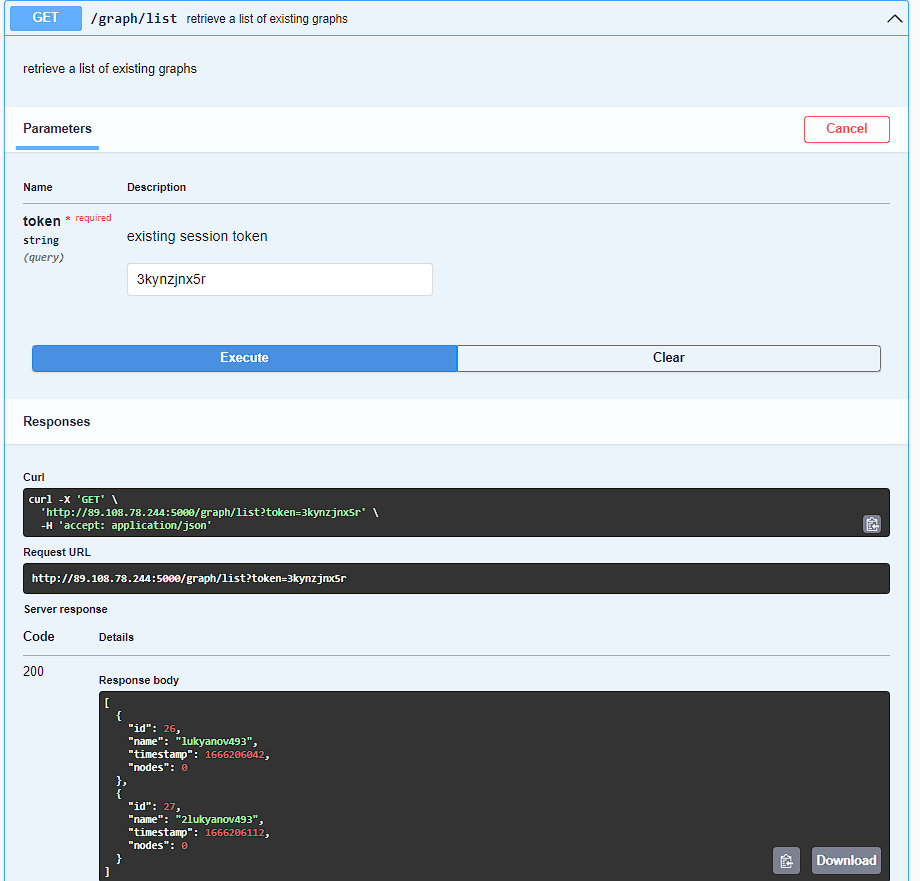 GET /graph/list retrieve a list of existing graphs
retrieve a list of existing graphs
Parameters
Cancel
Name Description
token * required
string
(query)
existing session token
3kynzjnx5r
Execute Clear
Responses
Curl
curl -X 'GET' \
  'http://89.108.78.244:5000/graph/list?token=3kynzjnx5r' \
  -H 'accept: application/json'
Request URL
http://89.108.78.244:5000/graph/list?token=3kynzjnx5r
Server response
Code Details
200
Response body
[
  {
    "id": 26,
    "name": "lukyanov493",
    "timestamp": 1666206042,
    "nodes": 0
  },
  {
    "id": 27,
    "name": "2lukyanov493",
    "timestamp": 1666206112,
    "nodes": 0
  }
]
Download